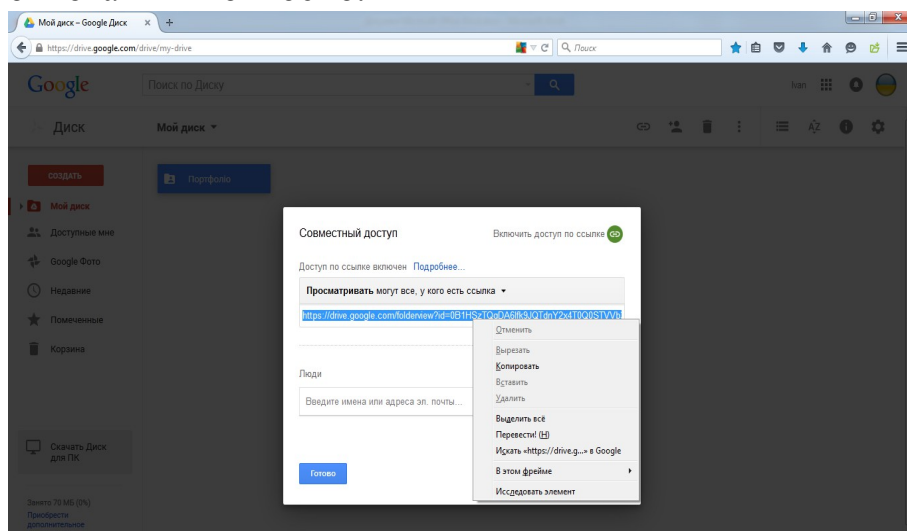 Мой диск – Google Диск
https://drive.google.com/drive/my-drive
Поиск
Google
Поиск по Диску
Ivan
Диск
Мой диск
СОЗДАТЬ
Portfolio
Мой диск
Доступные мне
Google Фото
Недавние
Помеченные
Корзина
Совместный доступ
Включить доступ по ссылке
Доступ по ссылке включен Подробнее...
Просматривать могут все, у кого есть ссылка
Люди
Введите имена или адреса эл. почты...
Готово
Отменить
Вырезать
Копировать
Вставить
Удалить
Выделить всё
Перевести! (H)
Искать «https://drive.g...» в Google
В этом фрейме
Исследовать элемент
Скачать Диск
для ПК
Занято 70 МБ (0%)
Приобрести
дополнительное